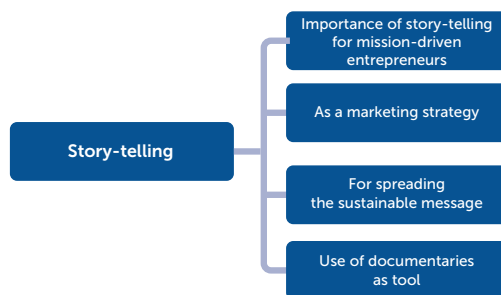 Story-telling
Importance of story-telling
for mission-driven
entrepreneurs
As a marketing strategy
For spreading
the sustainable message
Use of documentaries
as tool